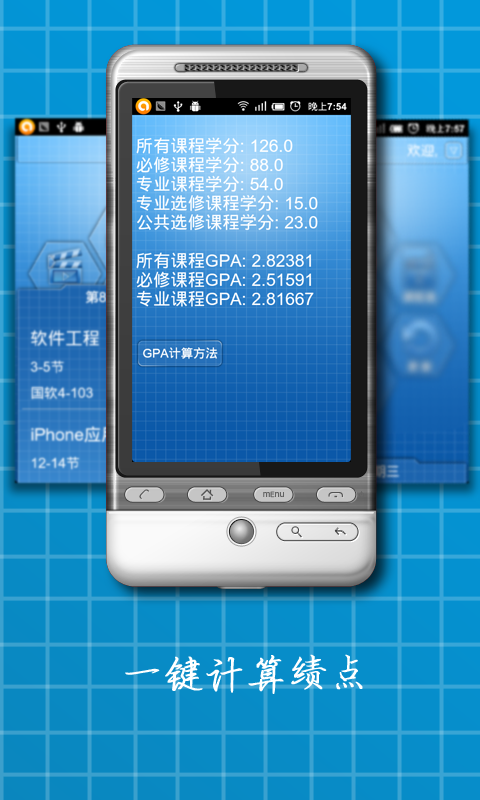 晚上7:54
所有课程学分: 126.0
必修课程学分: 88.0
专业课程学分: 54.0
专业选修课程学分: 15.0
公共选修课程学分: 23.0
所有课程GPA: 2.82381
必修课程GPA: 2.51591
专业课程GPA: 2.81667
GPA计算方法
MENU
晚上7:57
欢迎,
第8
软件工程
3-5节
国软4-103
iPhone应
12-14节
期三
一键计算绩点